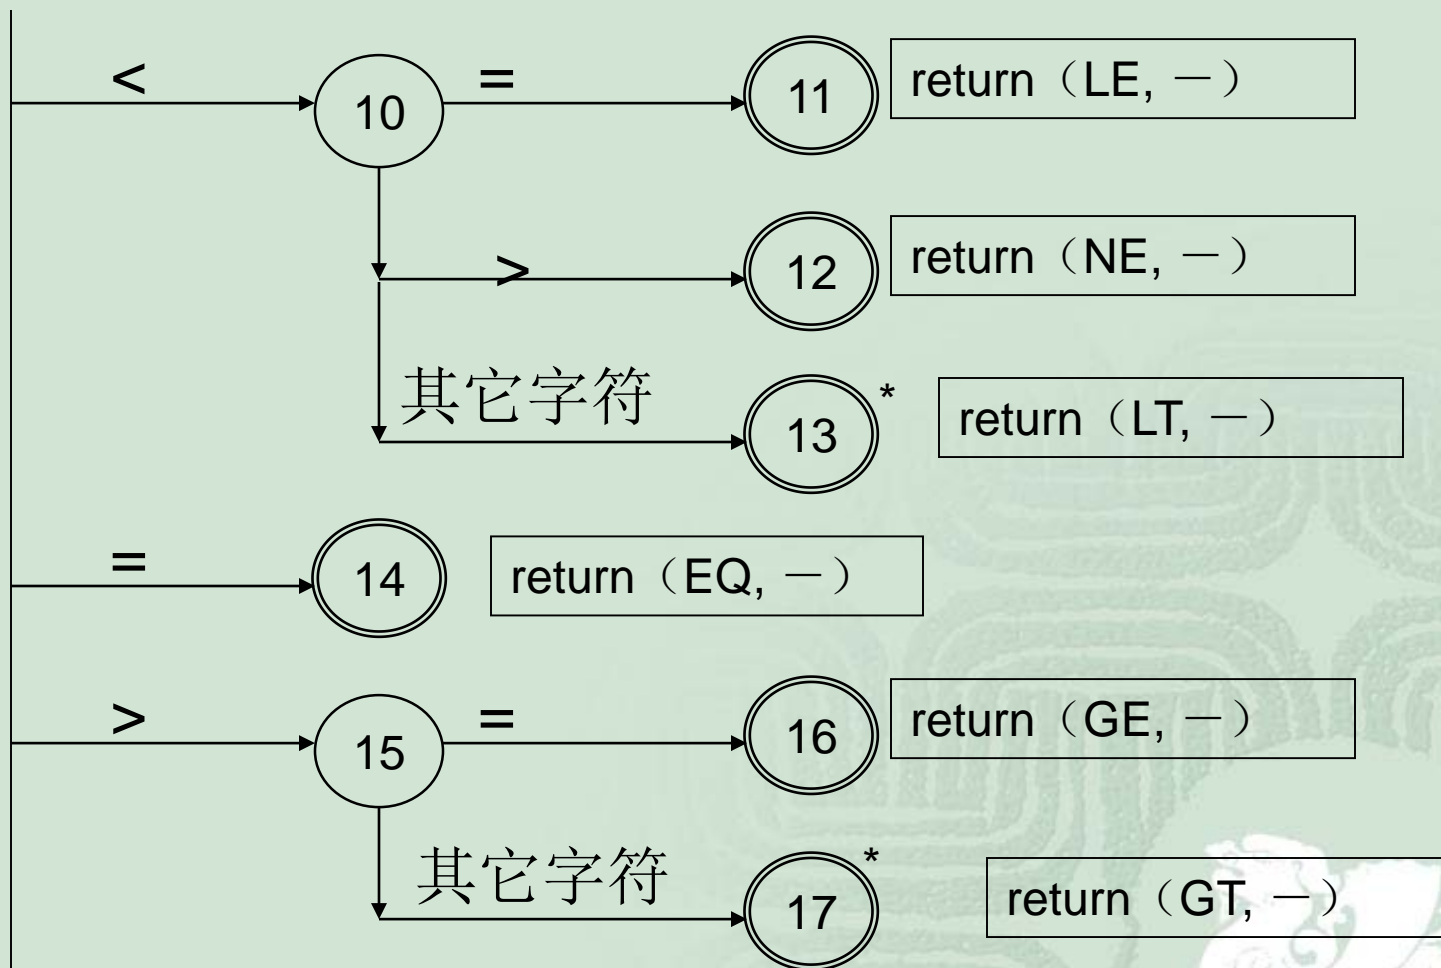 < = 11 return（LE, －）
10
> 12 return（NE, －）
其它字符 13 * return（LT, －）
= 14 return（EQ, －）
> = 16 return（GE, －）
15
其它字符 17 * return（GT, －）